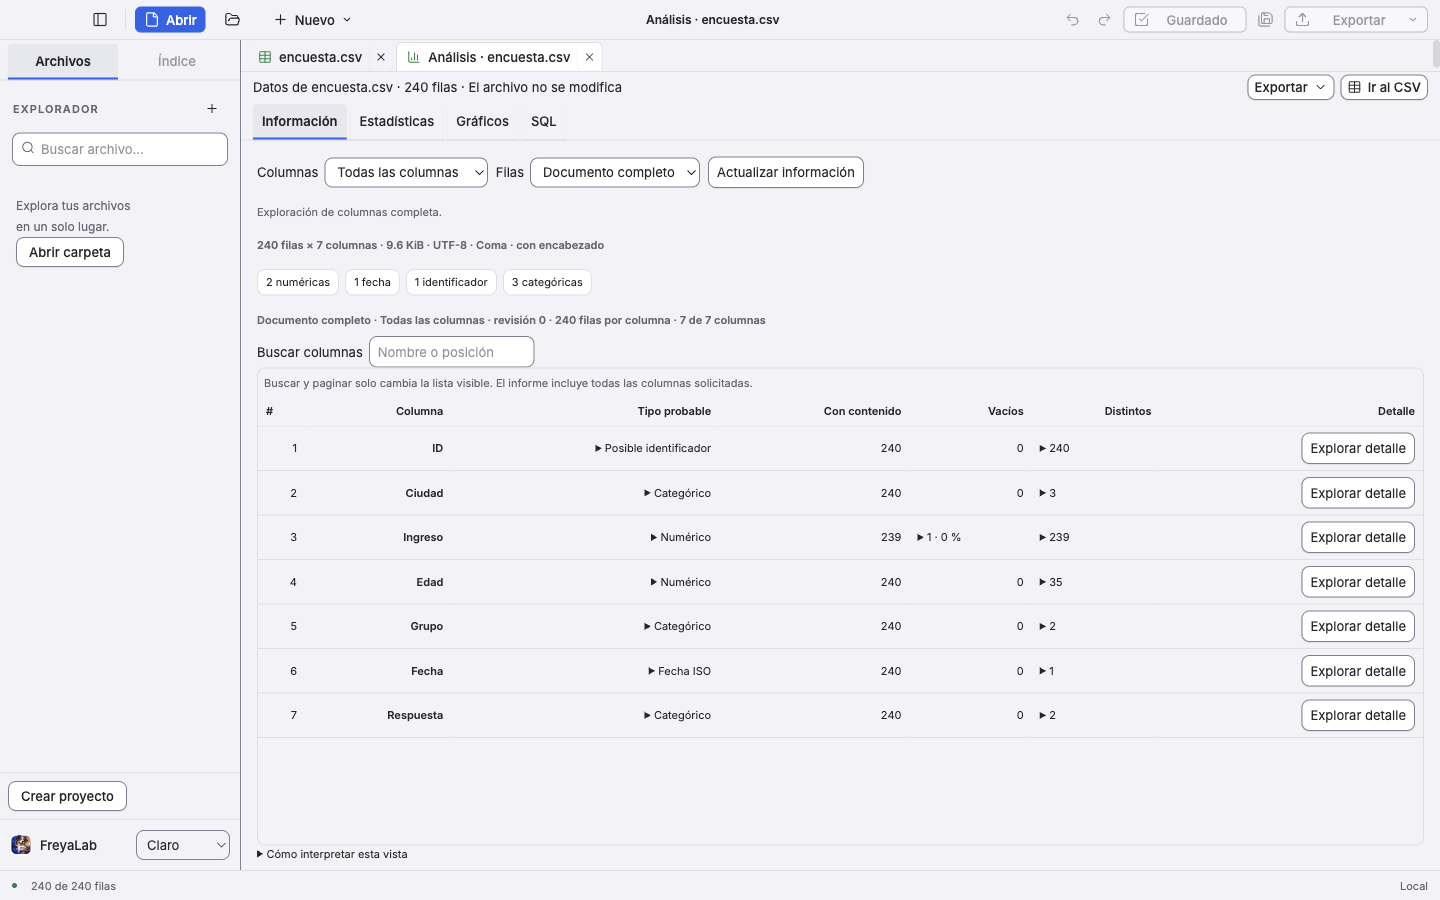 Abrir
Nuevo
Análisis · encuesta.csv
Guardado
Exportar
Archivos
Índice
encuesta.csv
Análisis · encuesta.csv
Datos de encuesta.csv · 240 filas · El archivo no se modifica
Exportar
Ir al CSV
EXPLORADOR
Buscar archivo...
Explora tus archivos
en un solo lugar.
Abrir carpeta
Información
Estadísticas
Gráficos
SQL
Columnas
Todas las columnas
Filas
Documento completo
Actualizar información
Exploración de columnas completa.
240 filas × 7 columnas · 9.6 KiB · UTF-8 · Coma · con encabezado
2 numéricas
1 fecha
1 identificador
3 categóricas
Documento completo · Todas las columnas · revisión 0 · 240 filas por columna · 7 de 7 columnas
Buscar columnas
Nombre o posición
Buscar y paginar solo cambia la lista visible. El informe incluye todas las columnas solicitadas.
# Columna Tipo probable Con contenido Vacíos Distintos Detalle
1 ID Posible identificador 240 0 240 Explorar detalle
2 Ciudad Categórico 240 0 3 Explorar detalle
3 Ingreso Numérico 239 1 · 0 % 239 Explorar detalle
4 Edad Numérico 240 0 35 Explorar detalle
5 Grupo Categórico 240 0 2 Explorar detalle
6 Fecha Fecha ISO 240 0 1 Explorar detalle
7 Respuesta Categórico 240 0 2 Explorar detalle
Cómo interpretar esta vista
Crear proyecto
FreyaLab
Claro
240 de 240 filas
Local